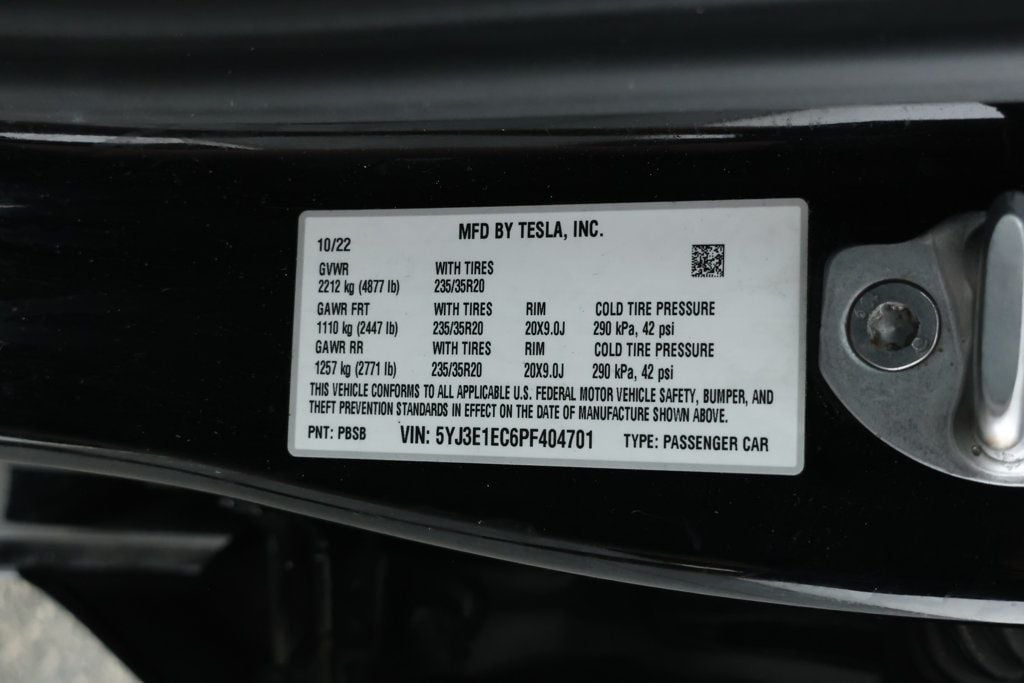 MFD BY TESLA, INC.
10/22
GVWR WITH TIRES
2212 kg (4877 lb) 235/35R20
GAWR FRT WITH TIRES RIM COLD TIRE PRESSURE
1110 kg (2447 lb) 235/35R20 20X9.0J 290 kPa, 42 psi
GAWR RR WITH TIRES RIM COLD TIRE PRESSURE
1257 kg (2771 lb) 235/35R20 20X9.0J 290 kPa, 42 psi
THIS VEHICLE CONFORMS TO ALL APPLICABLE U.S. FEDERAL MOTOR VEHICLE SAFETY, BUMPER, AND
THEFT PREVENTION STANDARDS IN EFFECT ON THE DATE OF MANUFACTURE SHOWN ABOVE.
PNT: PBSB VIN: 5YJ3E1EC6PF404701 TYPE: PASSENGER CAR